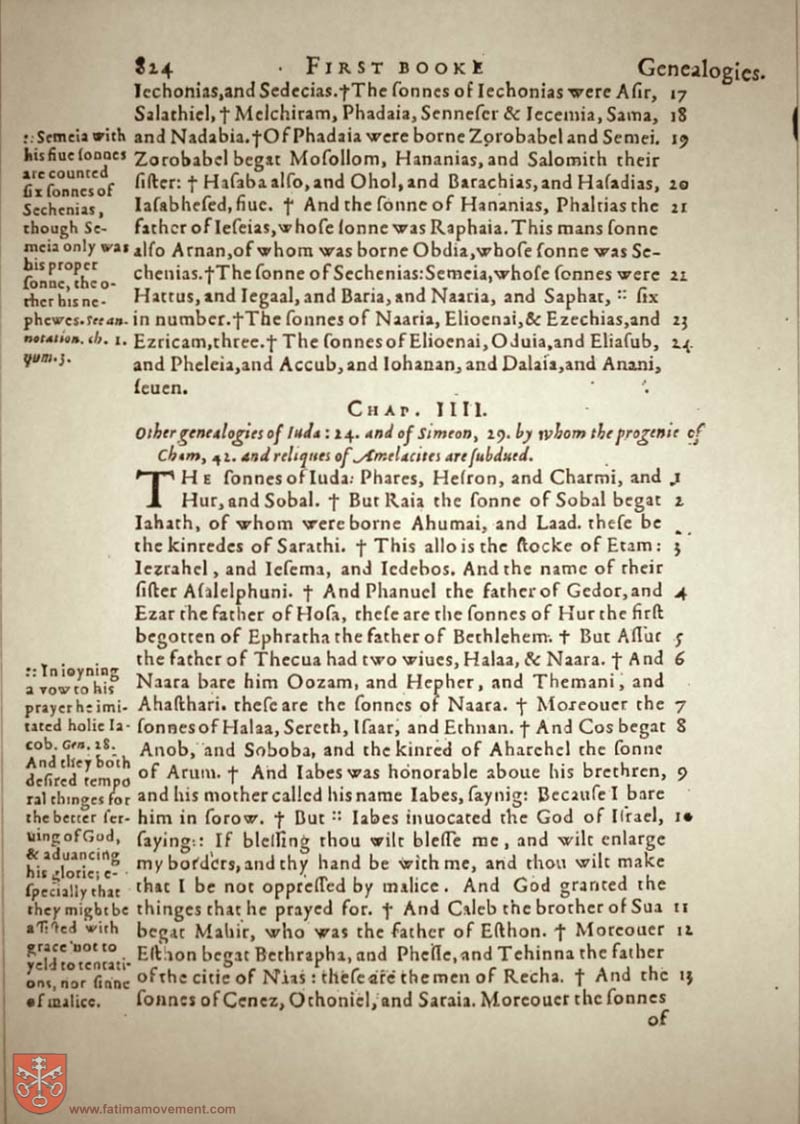 824 FIRST BOOKE Genealogies.
Iechonias,and Sedecias.†The ſonnes of Iechonias were Aſir, 17
Salathiel,† Melchiram, Phadaia, Senneſer & Iecemia, Sama, 18
and Nadabia.†Of Phadaia were borne Zorobabel and Semei. 19
Zorobabel begat Moſollom, Hananias, and Salomith their
ſiſter: † Haſaba alſo, and Ohol, and Barachias, and Haſadias, 20
Iaſabheſed, fiue. † And the ſonne of Hananias, Phaltias the 21
father of Ieſeias, whoſe ſonne was Raphaia. This mans ſonne
alſo Arnan, of whom was borne Obdia, whoſe ſonne was Se-
chenias.†The ſonne of Sechenias:Semeia, whoſe ſonnes were 22
Hattus, and Iegaal, and Baria, and Naaria, and Saphat, :: ſix
in number.†The ſonnes of Naaria, Elioenai,& Ezechias,and 23
Ezricam,three.† The ſonnes of Elioenai, Oduia,and Eliaſub, 24
and Pheleia,and Accub, and Iohanan, and Dalaia,and Anani,
ſeuen.
:: Semeia with
his fiue ſonnes
are counted
ſix ſonnes of
Sechenias,
though Se-
meia only was
his proper
ſonne, the o-
ther his ne-
phewes. See an-
notation. ch. 1.
num.3.
CHAP. IIII.
Other genealogies of Iuda : 24. and of Simeon, 29. by whom the progenie of
Cham, 42. and reliques of Amelacites are ſubdued.
THE ſonnes of Iuda: Phares, Heſron, and Charmi, and 1
Hur, and Sobal. † But Raia the ſonne of Sobal begat 2
Iahath, of whom were borne Ahumai, and Laad. theſe be
the kinredes of Sarathi. † This alſo is the ſtocke of Etam: 3
Iezrahel, and Ieſema, and Iedebos. And the name of their
ſiſter Aſalelphuni. † And Phanuel the father of Gedor, and 4
Ezar the father of Hoſa, theſe are the ſonnes of Hur the firſt
begotten of Ephratha the father of Bethlehem. † But Aſſur 5
the father of Thecua had two wiues, Halaa, & Naara. † And 6
Naara bare him Oozam, and Hepher, and Themani, and
Ahaſthari. theſe are the ſonnes of Naara. † Moreouer the 7
ſonnes of Halaa, Sereth, Iſaar, and Ethnan. † And Cos begat 8
Anob, and Soboba, and the kinred of Aharehel the ſonne
of Arum. † And Iabes was honorable aboue his brethren, 9
and his mother called his name Iabes, ſaynig: Becauſe I bare
him in ſorow. † But :: Iabes inuocated the God of Iſrael, 10
ſaying:: If bleſſing thou wilt bleſſe me, and wilt enlarge
my borders, and thy hand be with me, and thou wilt make
that I be not oppreſſed by malice. And God granted the
thinges that he prayed for. † And Caleb the brother of Sua 11
begat Mahir, who was the father of Eſthon. † Moreouer 12
Eſthon begat Bethrapha, and Pheſſe, and Tehinna the father
of the citie of Naas : theſe are the men of Recha. † And the 13
ſonnes of Cenez, Othoniel, and Saraia. Moreouer the ſonnes
of
:: In ioyning
a vow to his
prayer he imi-
tated holie Ia-
cob. Gen. 28.
And they both
deſired tempo
ral thinges for
the better ſer-
uing of God,
& aduancing
his glorie; e-
ſpecially that
they might be
aſiſted with
grace not to
yeld to tentati-
ons, nor ſinne
of malice.
www.fatimamovement.com